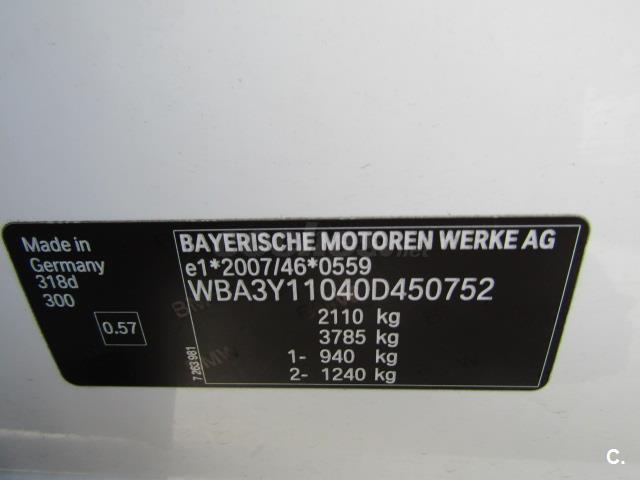 Made in
Germany
318d
300
0.57
7 263 981
BAYERISCHE MOTOREN WERKE AG
e1*2007/46*0559
WBA3Y11040D450752
2110 kg
3785 kg
1- 940 kg
2- 1240 kg
C.